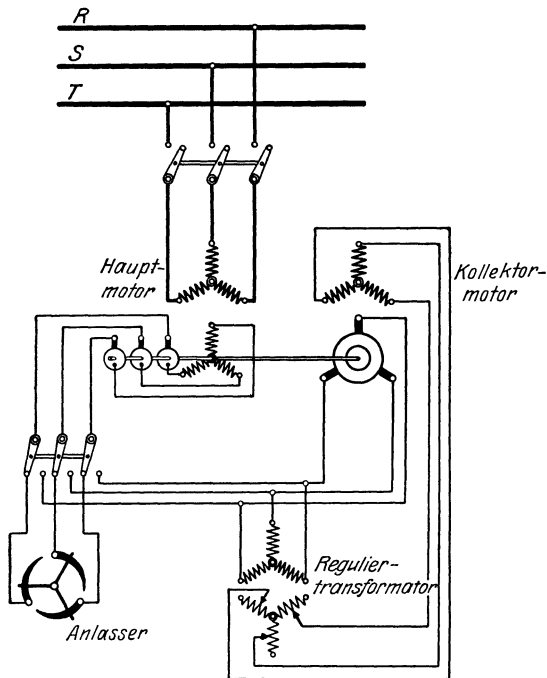 R
S
T
Haupt-
motor
Kollektor-
motor
Regulier-
transformator
Anlasser